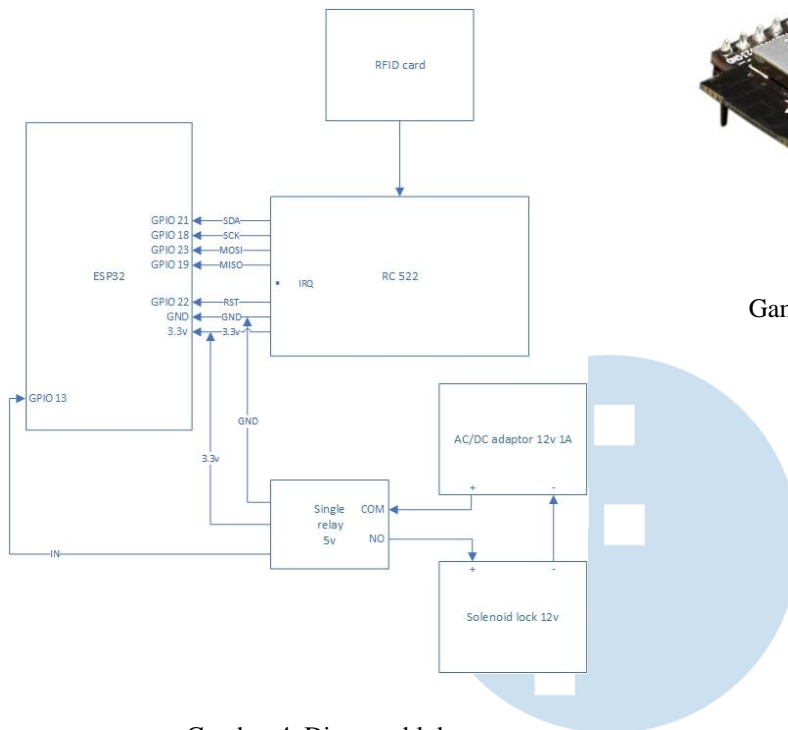 RFID card
ESP32
GPIO 21
GPIO 18
GPIO 23
GPIO 19
GPIO 22
GND
3.3v
GPIO 13
SDA
SCK
MOSI
MISO
RST
GND
3.3v
IRQ
RC 522
GND
3.3v
IN
Single
relay
5v
COM
NO
AC/DC adaptor 12v 1A
+ -
+ -
Solenoid lock 12v